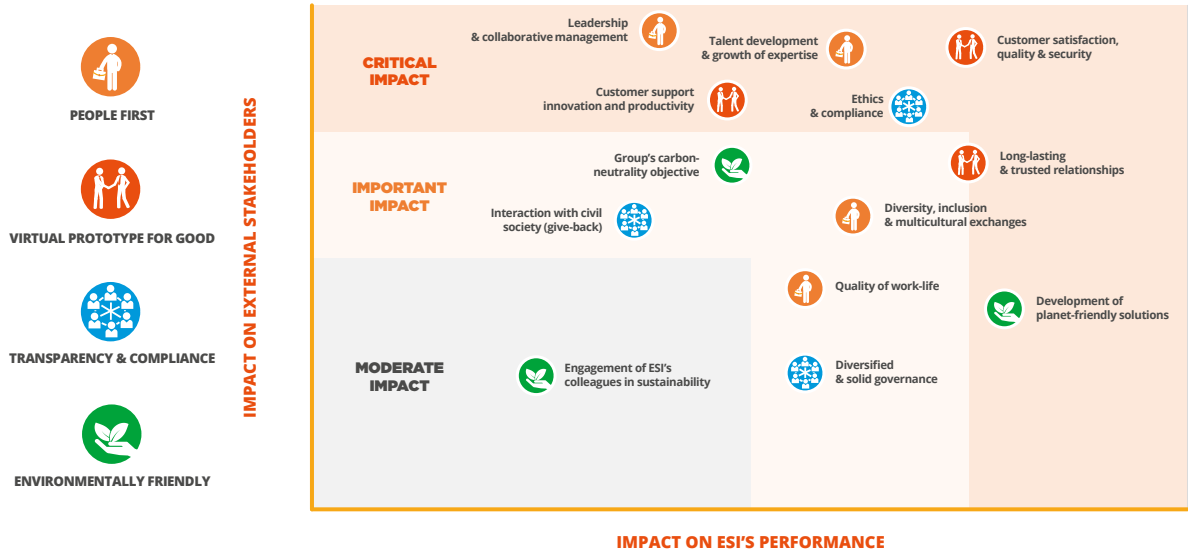 PEOPLE FIRST
VIRTUAL PROTOTYPE FOR GOOD
TRANSPARENCY & COMPLIANCE
ENVIRONMENTALLY FRIENDLY
IMPACT ON EXTERNAL STAKEHOLDERS
CRITICAL
IMPACT
Leadership
& collaborative management
Talent development
& growth of expertise
Customer satisfaction,
quality & security
Customer support
innovation and productivity
Ethics
& compliance
IMPORTANT
IMPACT
Group's carbon-
neutrality objective
Long-lasting
& trusted relationships
Interaction with civil
society (give-back)
Diversity, inclusion
& multicultural exchanges
MODERATE
IMPACT
Quality of work-life
Development of
planet-friendly solutions
Engagement of ESI's
colleagues in sustainability
Diversified
& solid governance
IMPACT ON ESI'S PERFORMANCE